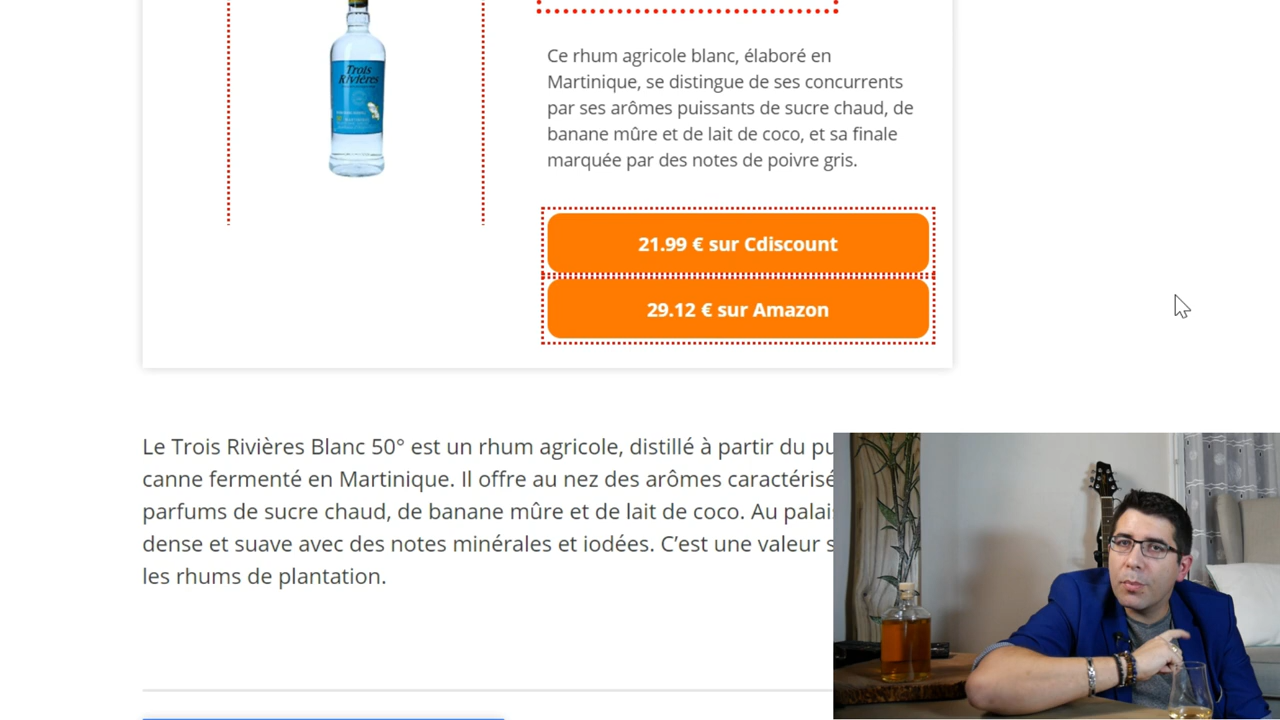 Trois
Rivières
Ce rhum agricole blanc, élaboré en
Martinique, se distingue de ses concurrents
par ses arômes puissants de sucre chaud, de
banane mûre et de lait de coco, et sa finale
marquée par des notes de poivre gris.
21.99 € sur Cdiscount
29.12 € sur Amazon
Le Trois Rivières Blanc 50° est un rhum agricole, distillé à partir du pu
canne fermenté en Martinique. Il offre au nez des arômes caractérisé
parfums de sucre chaud, de banane mûre et de lait de coco. Au palai
dense et suave avec des notes minérales et iodées. C’est une valeur s
les rhums de plantation.